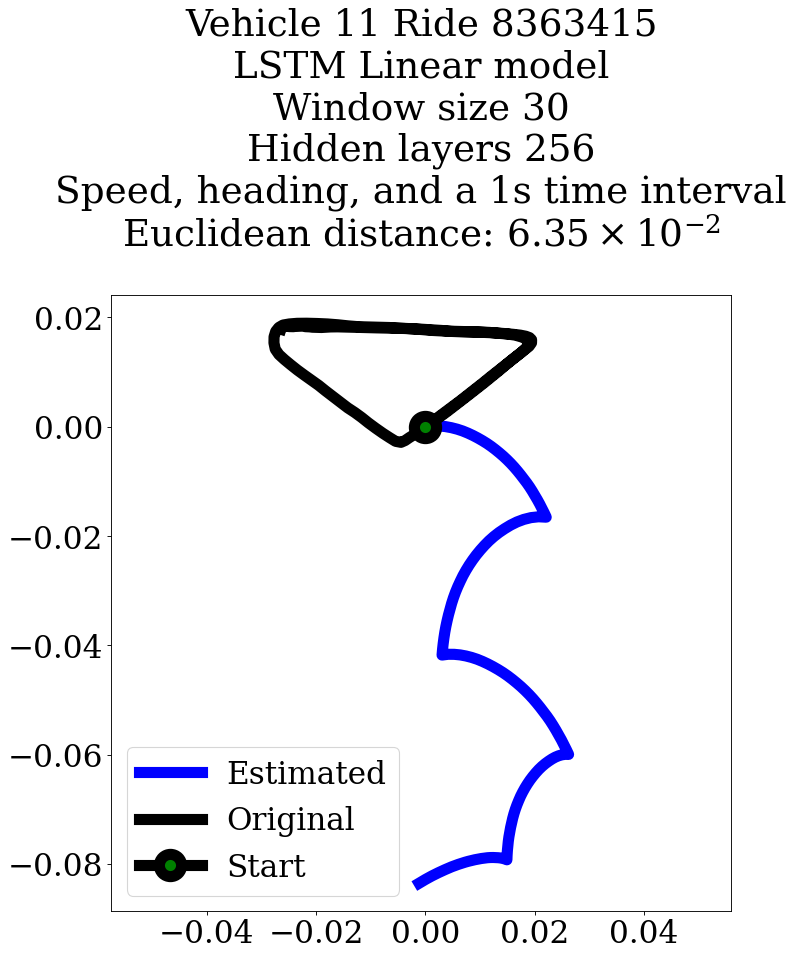 Vehicle 11 Ride 8363415
LSTM Linear model
Window size 30
Hidden layers 256
Speed, heading, and a 1s time interval
Euclidean distance: 6.35 × 10⁻²
0.02
0.00
−0.02
−0.04
−0.06
−0.08
Estimated
Original
Start
−0.04 −0.02 0.00 0.02 0.04